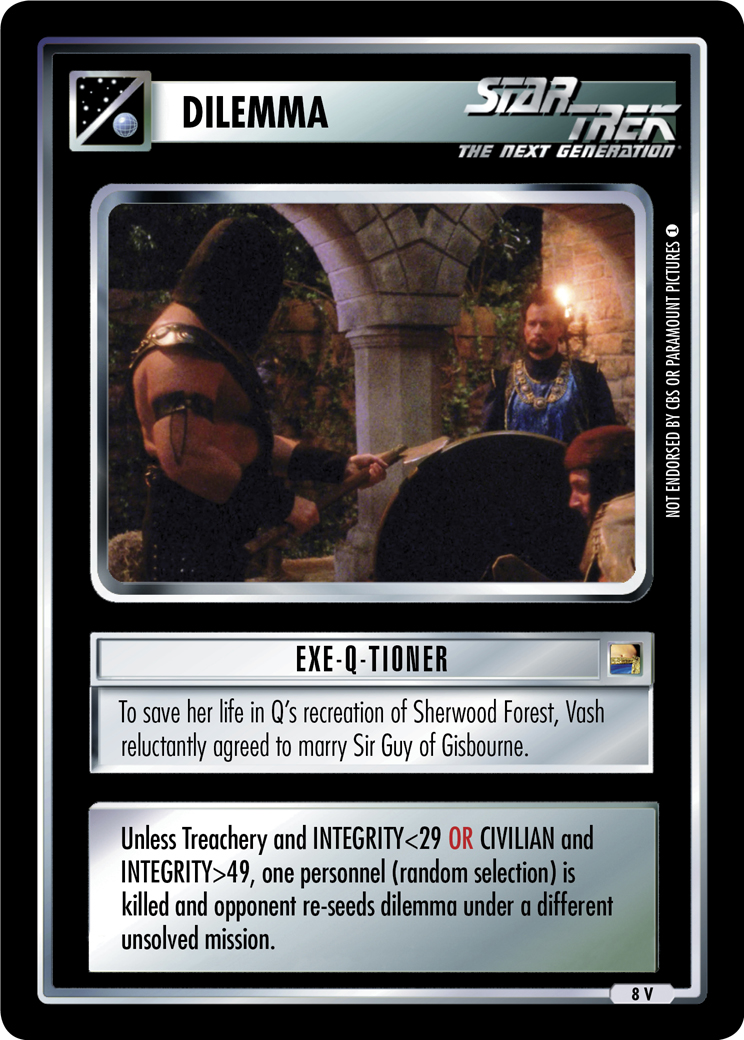 DILEMMA
STAR TREK
THE NEXT GENERATION
NOT ENDORSED BY CBS OR PARAMOUNT PICTURES 1
EXE-Q-TIONER
To save her life in Q's recreation of Sherwood Forest, Vash
reluctantly agreed to marry Sir Guy of Gisbourne.
Unless Treachery and INTEGRITY<29 OR CIVILIAN and
INTEGRITY>49, one personnel (random selection) is
killed and opponent re-seeds dilemma under a different
unsolved mission.
8 V